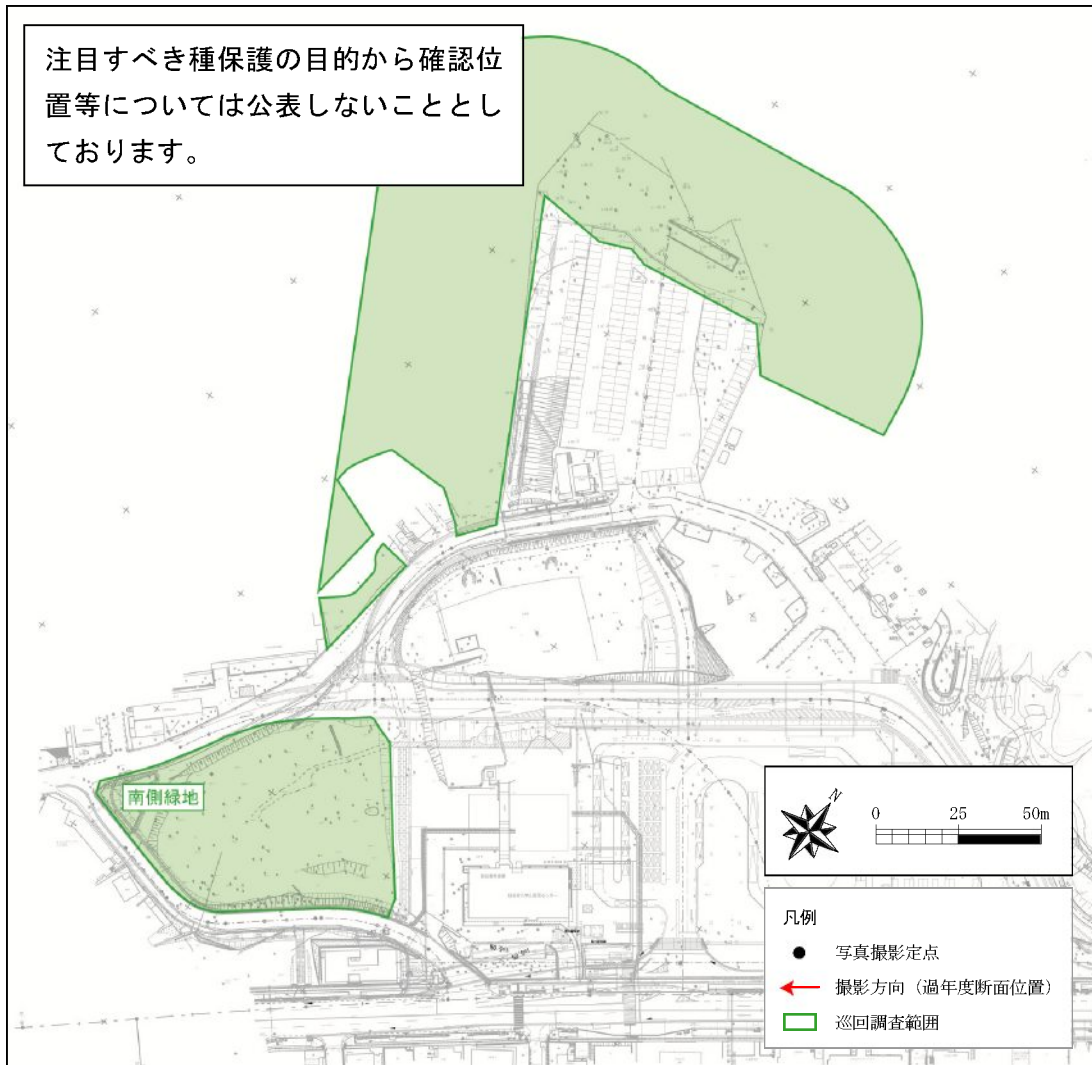 注目すべき種保護の目的から確認位
置等については公表しないこととし
ております。
南側緑地
N
0 25 50m
凡例
写真撮影定点
撮影方向（過年度断面位置）
巡回調査範囲